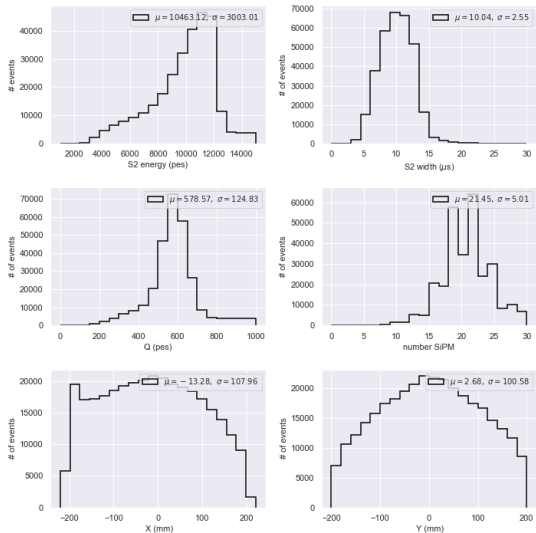 μ = 10463.12, σ = 3003.01
# of events
40000
30000
20000
10000
0
2000 4000 6000 8000 10000 12000 14000
S2 energy (pes)
μ = 10.04, σ = 2.55
# of events
70000
60000
50000
40000
30000
20000
10000
0
0 5 10 15 20 25 30
S2 width (μs)
μ = 578.57, σ = 124.83
# of events
70000
60000
50000
40000
30000
20000
10000
0
0 200 400 600 800 1000
Q (pes)
μ = 21.45, σ = 5.01
# of events
60000
50000
40000
30000
20000
10000
0
0 5 10 15 20 25 30
number SiPM
μ = −13.28, σ = 107.96
# of events
20000
15000
10000
5000
0
−200 −100 0 100 200
X (mm)
μ = 2.68, σ = 100.58
# of events
20000
15000
10000
5000
0
−200 −100 0 100 200
Y (mm)